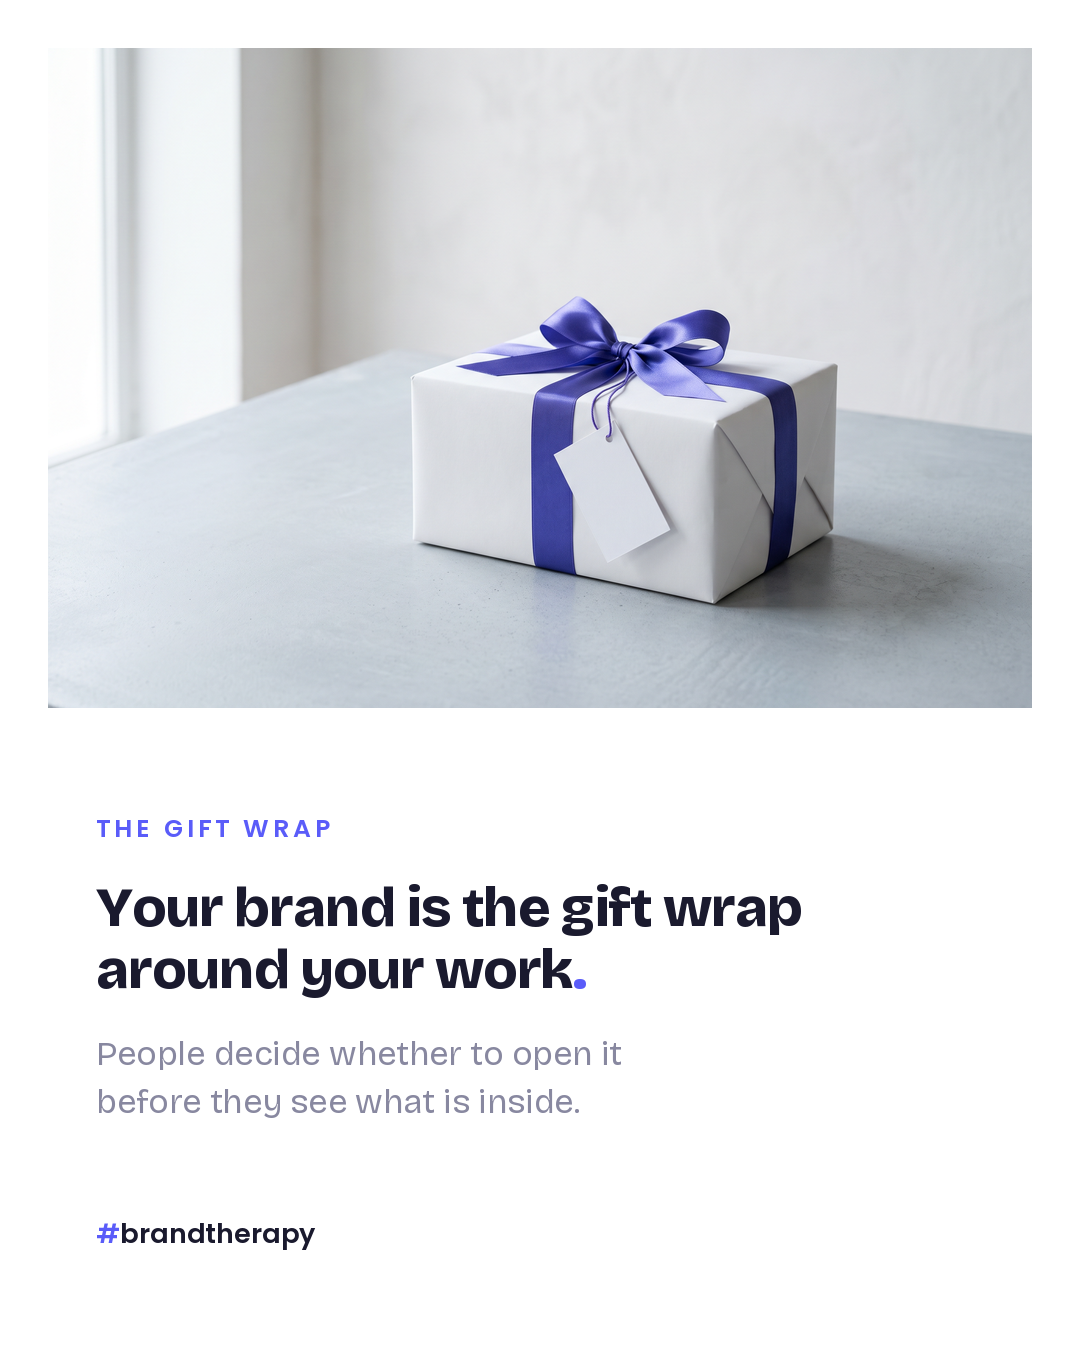 THE GIFT WRAP
Your brand is the gift wrap
around your work.
People decide whether to open it
before they see what is inside.
#brandtherapy